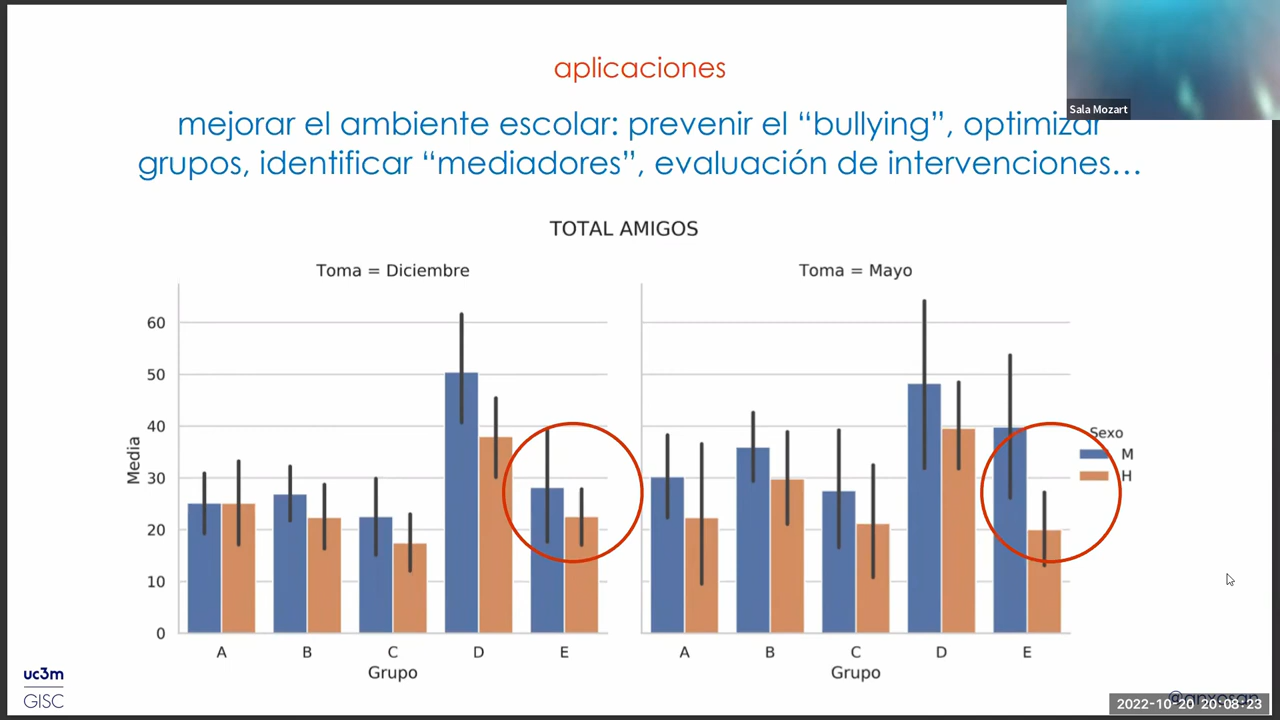 aplicaciones
Sala Mozart
mejorar el ambiente escolar: prevenir el “bullying”, optimizar
grupos, identificar “mediadores”, evaluación de intervenciones...
TOTAL AMIGOS
Toma = Diciembre
Toma = Mayo
Media
60
50
40
30
20
10
0
A B C D E
Grupo
A B C D E
Grupo
Sexo
M
H
uc3m
GISC
2022-10-20 20:08:23